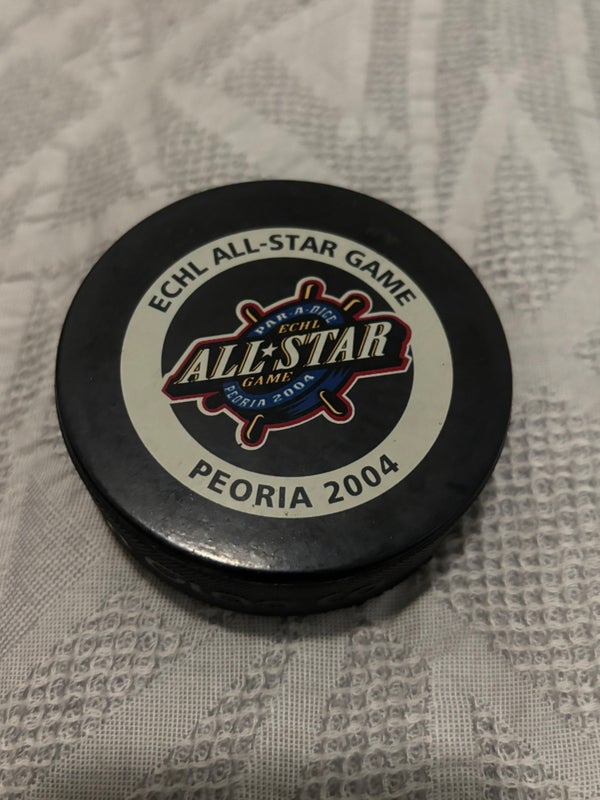 ECHL ALL-STAR GAME
PAR-A-DICE
ECHL
ALL★STAR
GAME
PEORIA 2004
PEORIA 2004